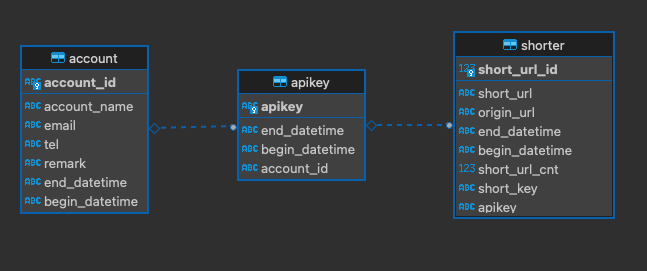 account
ABC account_id
ABC account_name
ABC email
ABC tel
ABC remark
ABC end_datetime
ABC begin_datetime
apikey
ABC apikey
ABC end_datetime
ABC begin_datetime
ABC account_id
shorter
123 short_url_id
ABC short_url
ABC origin_url
ABC end_datetime
ABC begin_datetime
123 short_url_cnt
ABC short_key
ABC apikey